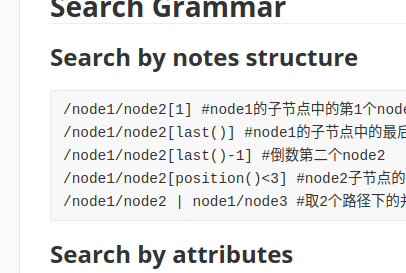 Search Grammar
Search by notes structure
/node1/node2[1] #node1的子节点中的第1个node
/node1/node2[last()] #node1的子节点中的最后
/node1/node2[last()-1] #倒数第二个node2
/node1/node2[position()<3] #node2子节点的
/node1/node2 | node1/node3 #取2个路径下的并
Search by attributes